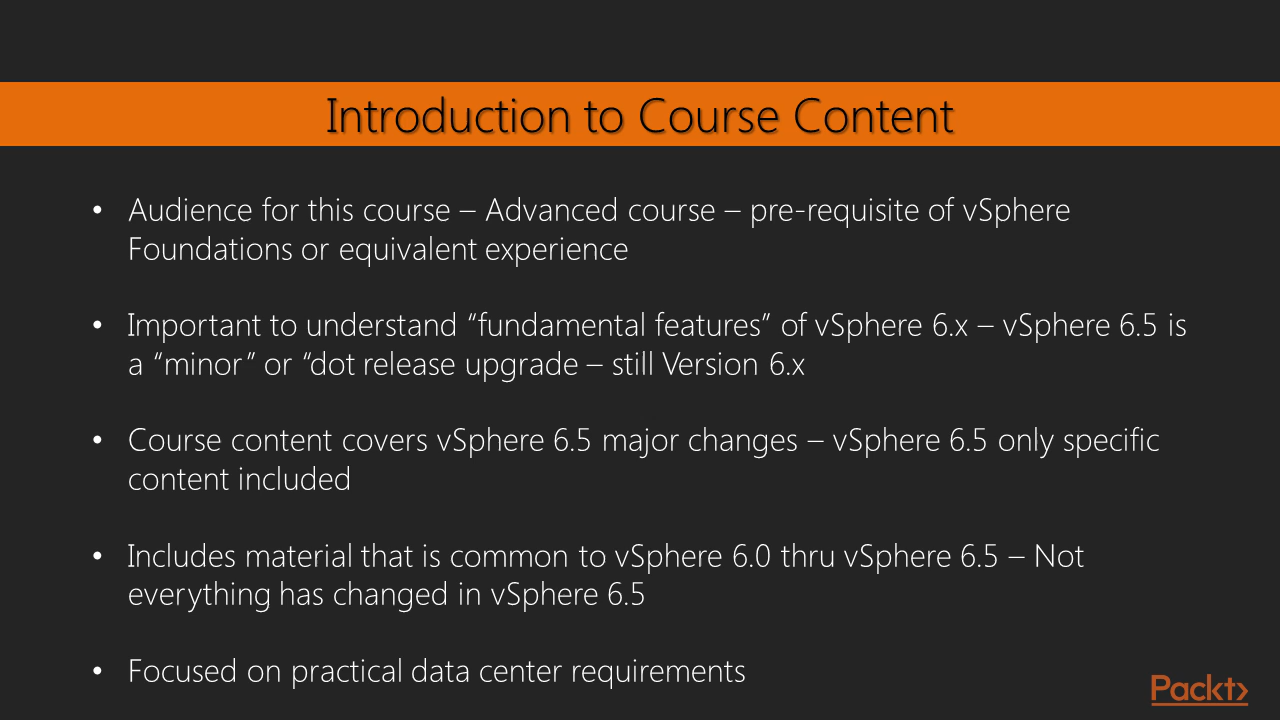 Introduction to Course Content
• Audience for this course – Advanced course – pre-requisite of vSphere
Foundations or equivalent experience
• Important to understand “fundamental features” of vSphere 6.x – vSphere 6.5 is
a “minor” or “dot release upgrade – still Version 6.x
• Course content covers vSphere 6.5 major changes – vSphere 6.5 only specific
content included
• Includes material that is common to vSphere 6.0 thru vSphere 6.5 – Not
everything has changed in vSphere 6.5
• Focused on practical data center requirements
Packt>